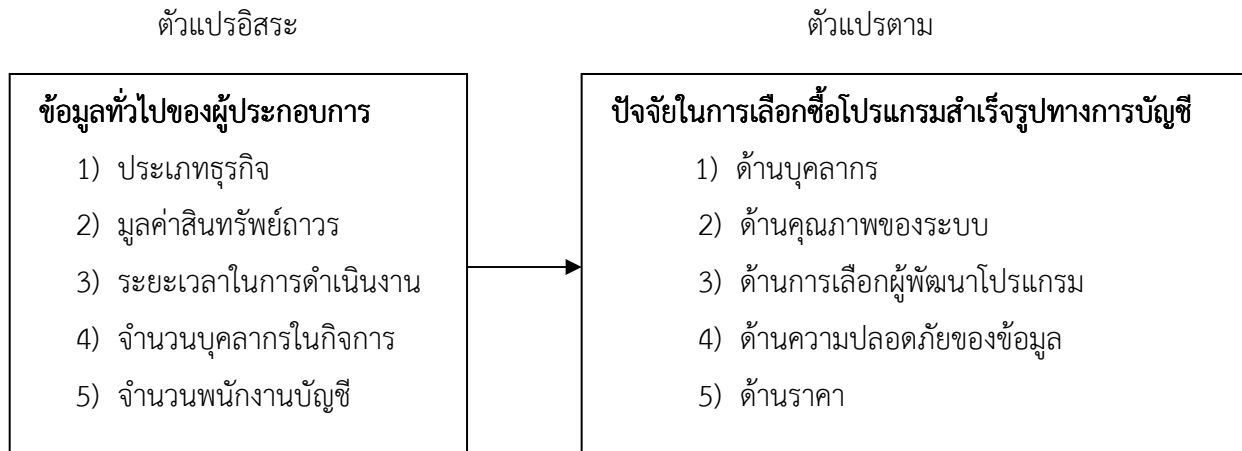 ตัวแปรอิสระ
ตัวแปรตาม
ข้อมูลทั่วไปของผู้ประกอบการ
1) ประเภทธุรกิจ
2) มูลค่าสินทรัพย์ถาวร
3) ระยะเวลาในการดำเนินงาน
4) จำนวนบุคลากรในกิจการ
5) จำนวนพนักงานบัญชี
ปัจจัยในการเลือกซื้อโปรแกรมสำเร็จรูปทางการบัญชี
1) ด้านบุคลากร
2) ด้านคุณภาพของระบบ
3) ด้านการเลือกผู้พัฒนาโปรแกรม
4) ด้านความปลอดภัยของข้อมูล
5) ด้านราคา